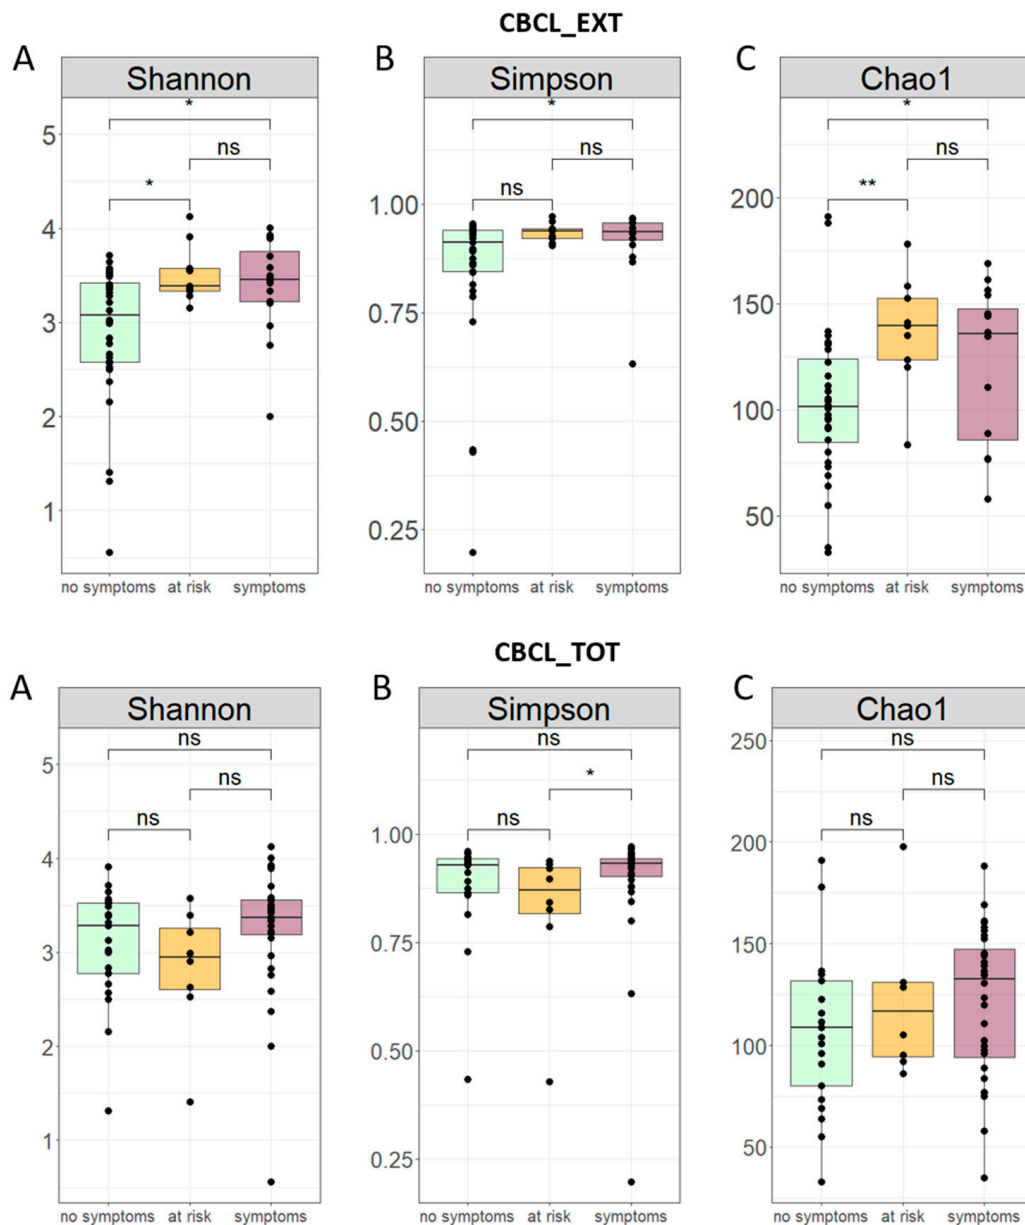 CBCL_EXT
A
Shannon
*
ns
*
5
4
3
2
1
no symptoms at risk symptoms
B
Simpson
*
ns
ns
1.00
0.75
0.50
0.25
no symptoms at risk symptoms
C
Chao1
*
ns
**
200
150
100
50
no symptoms at risk symptoms
CBCL_TOT
A
Shannon
ns
ns
ns
5
4
3
2
1
no symptoms at risk symptoms
B
Simpson
ns
*
ns
1.00
0.75
0.50
0.25
no symptoms at risk symptoms
C
Chao1
ns
ns
ns
250
200
150
100
50
no symptoms at risk symptoms